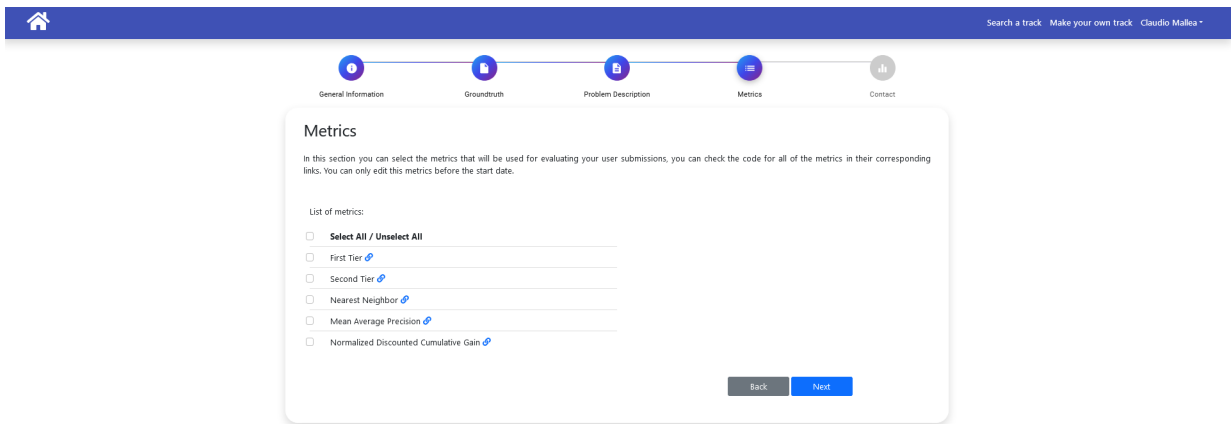 Search a track Make your own track Claudio Mallea
General Information Groundtruth Problem Description Metrics Contact
Metrics
In this section you can select the metrics that will be used for evaluating your user submissions, you can check the code for all of the metrics in their corresponding
links. You can only edit this metrics before the start date.
List of metrics:
Select All / Unselect All
First Tier
Second Tier
Nearest Neighbor
Mean Average Precision
Normalized Discounted Cumulative Gain
Back Next